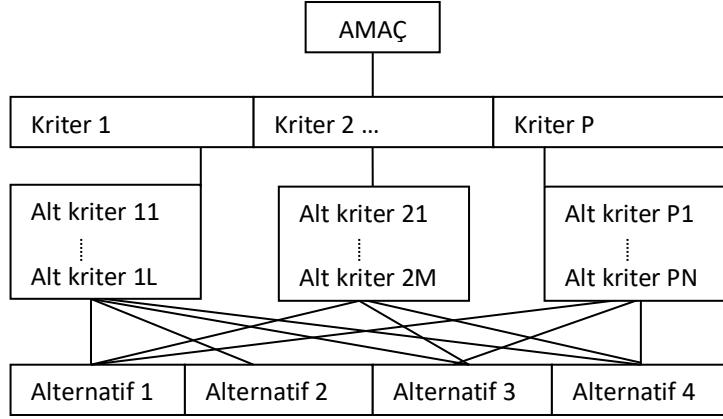 AMAÇ
Kriter 1 Kriter 2 ... Kriter P
Alt kriter 11 Alt kriter 21 Alt kriter P1
Alt kriter 1L Alt kriter 2M Alt kriter PN
Alternatif 1 Alternatif 2 Alternatif 3 Alternatif 4